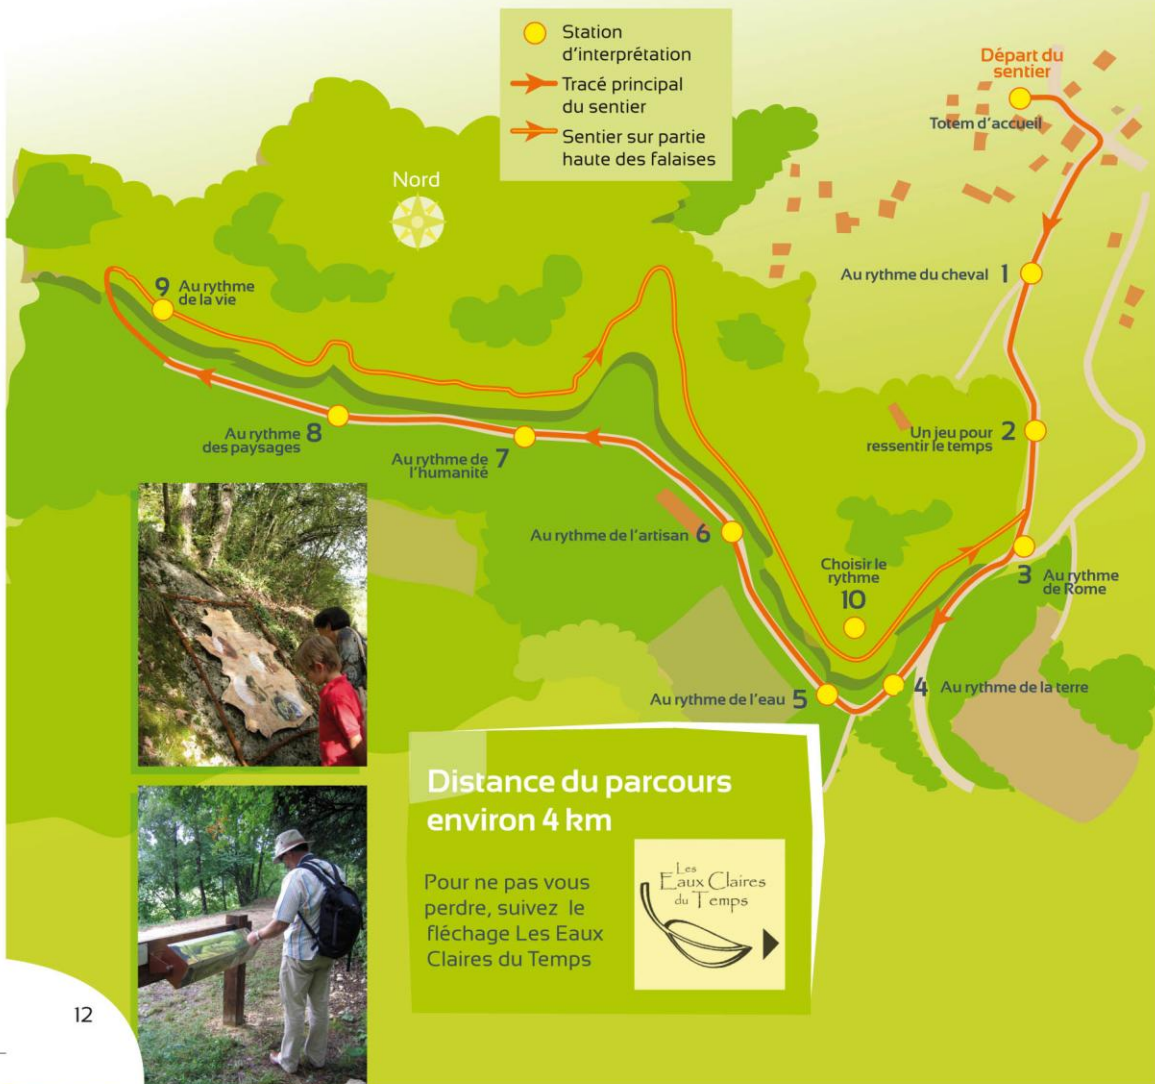 Station
d'interprétation
Tracé principal
du sentier
Sentier sur partie
haute des falaises
Départ du
sentier
Totem d'accueil
Nord
Au rythme du cheval 1
9 Au rythme
de la vie
Un jeu pour
ressentir le temps
2
Au rythme
des paysages
8
Au rythme de
l'humanité
7
Au rythme de l'artisan 6
Choisir le
rythme
10
3 Au rythme
de Rome
Au rythme de l'eau 5
4 Au rythme de la terre
Distance du parcours
environ 4 km
Pour ne pas vous
perdre, suivez le
fléchage Les Eaux
Claires du Temps
Les
Eaux Claires
du Temps
12